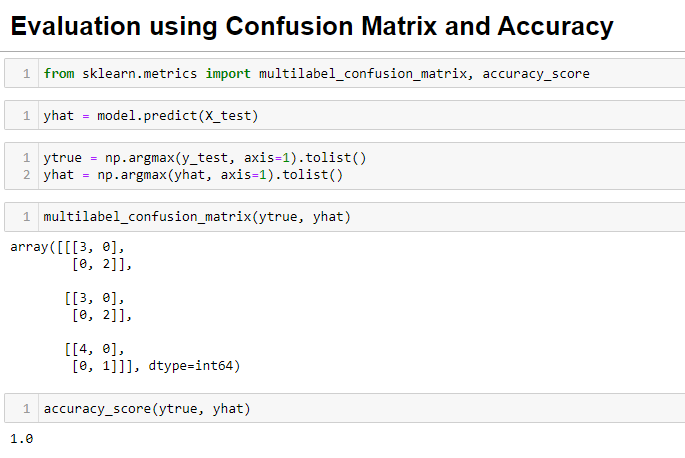 Evaluation using Confusion Matrix and Accuracy
1 from sklearn.metrics import multilabel_confusion_matrix, accuracy_score
1 yhat = model.predict(X_test)
1 ytrue = np.argmax(y_test, axis=1).tolist()
2 yhat = np.argmax(yhat, axis=1).tolist()
1 multilabel_confusion_matrix(ytrue, yhat)
array([[[3, 0],
        [0, 2]],
       [[3, 0],
        [0, 2]],
       [[4, 0],
        [0, 1]]], dtype=int64)
1 accuracy_score(ytrue, yhat)
1.0